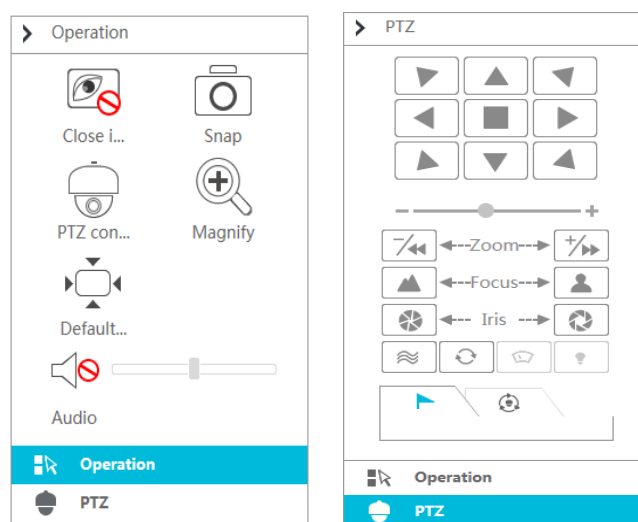 Operation
Close i...
Snap
PTZ con...
Magnify
Default...
Audio
Operation
PTZ
PTZ
Zoom
Focus
Iris
Operation
PTZ